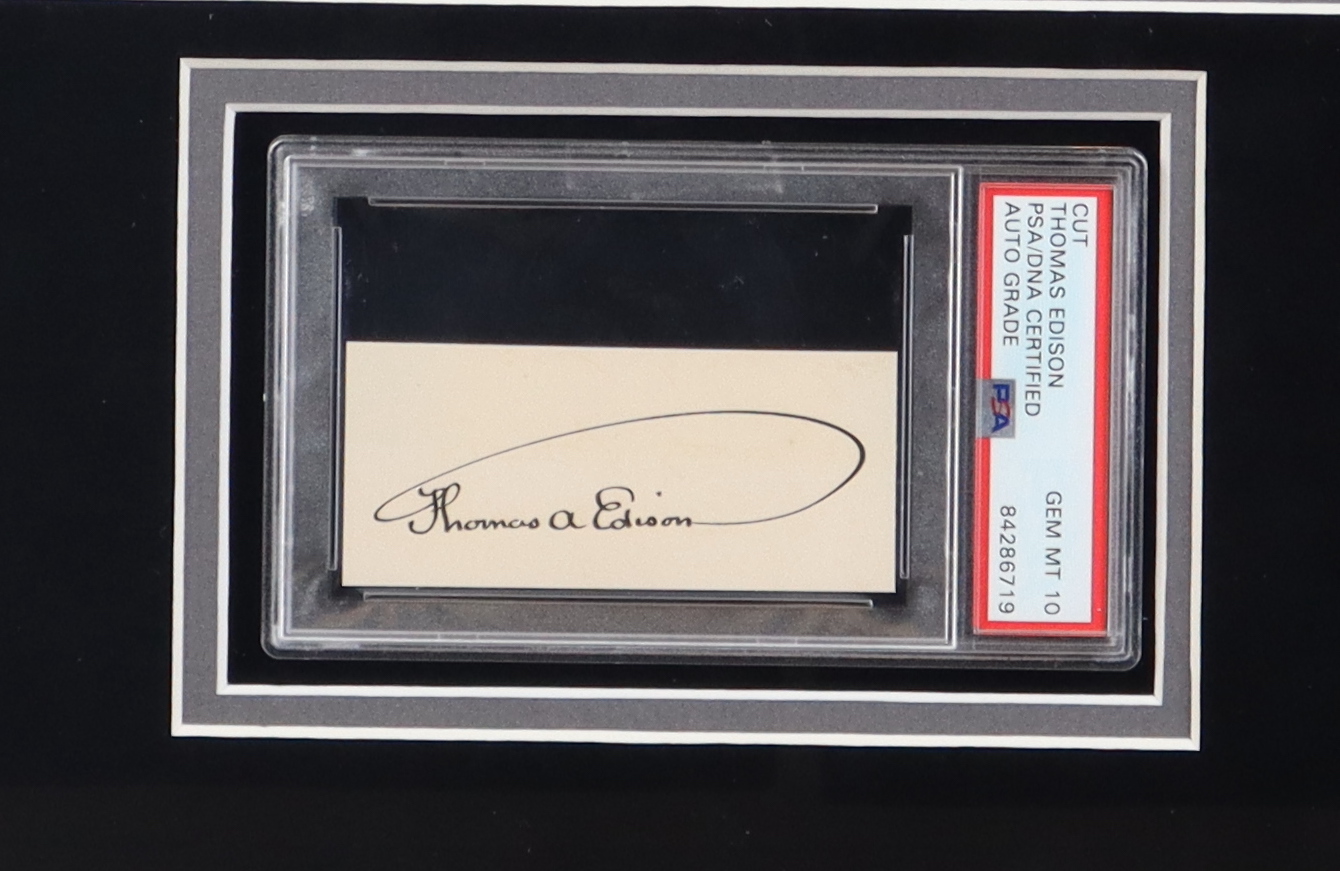 Thomas A Edison
CUT
THOMAS EDISON
PSA/DNA CERTIFIED
AUTO GRADE
GEM MT 10
84286719
PSA